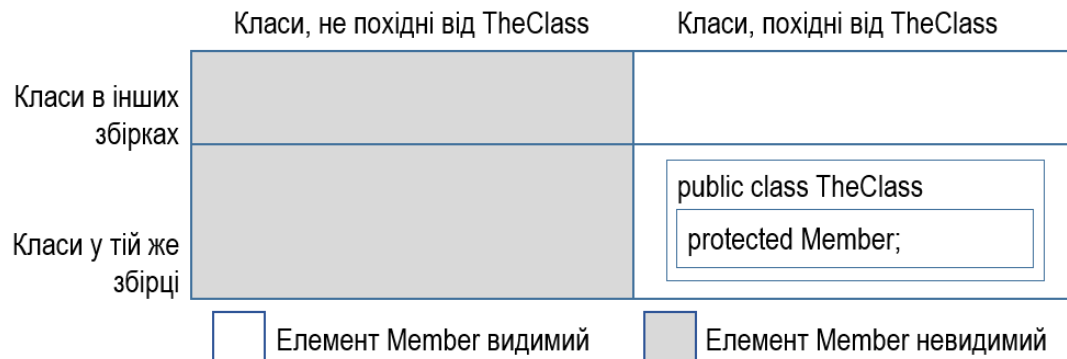 Класи, не похідні від TheClass
Класи, похідні від TheClass
Класи в інших
збірках
public class TheClass
protected Member;
Класи у тій же
збірці
Елемент Member видимий
Елемент Member невидимий